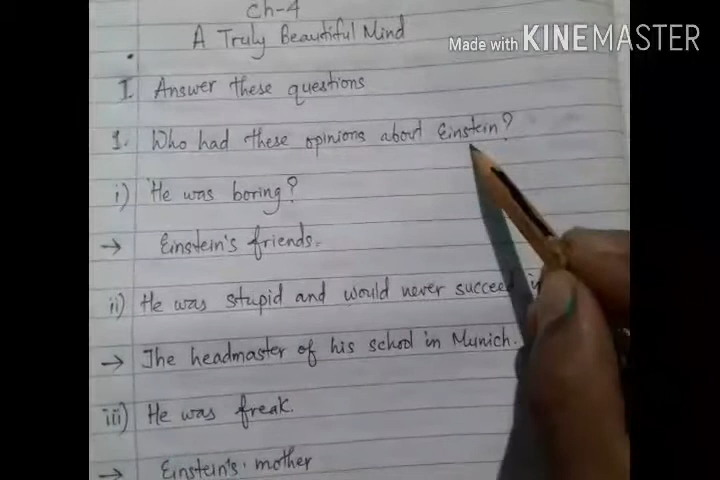 Ch-4
A Truly Beautiful Mind
Made with KINEMASTER
I Answer these questions
1. Who had these opinions about Einstein?
i) He was boring?
→ Einstein's friends.
ii) He was stupid and would never succeed
→ The headmaster of his school in Munich.
iii) He was freak.
→ Einstein's mother